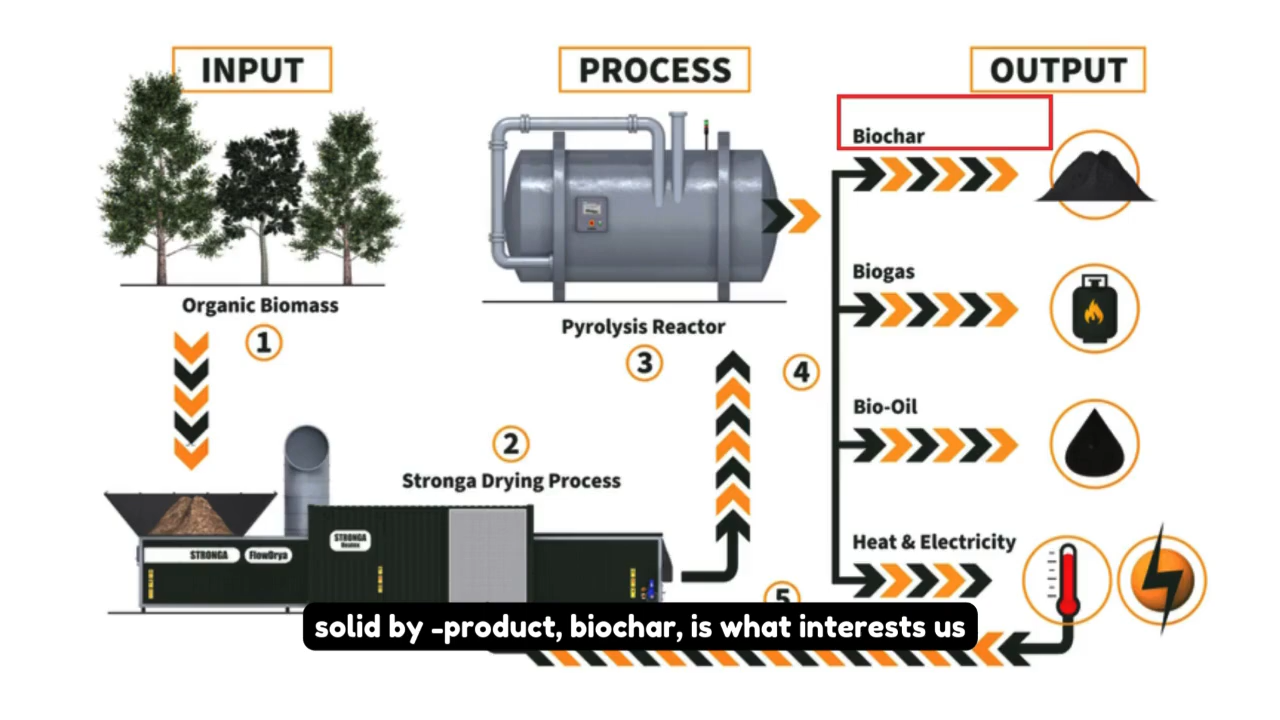 INPUT
PROCESS
OUTPUT
Biochar
Biogas
Organic Biomass
1
Pyrolysis Reactor
3
4
Bio-Oil
2
Stronga Drying Process
STRONGA
FlowDrya
STRONGA
Heat & Electricity
5
solid by -product, biochar, is what interests us